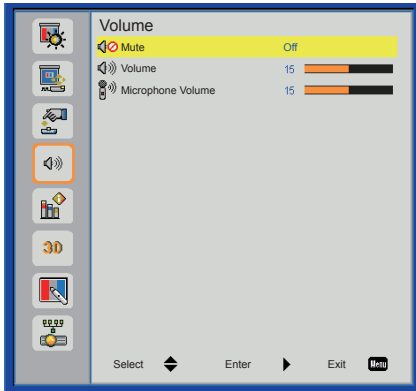 Volume
Mute Off
Volume 15
Microphone Volume 15
3D
Select Enter Exit Menu